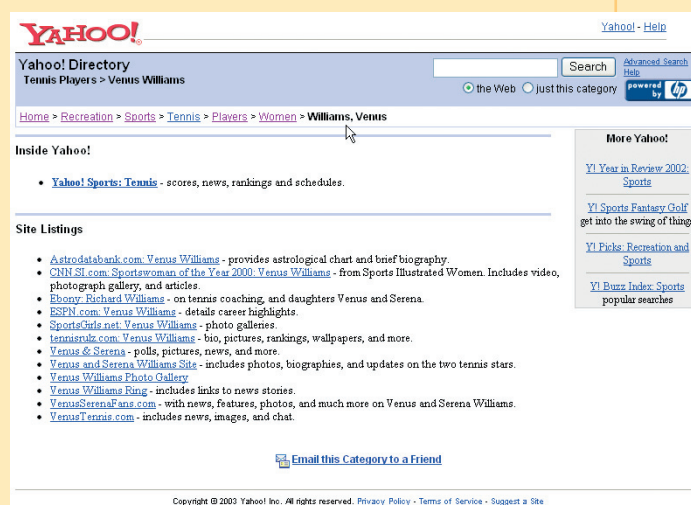 YAHOO!
Yahoo! - Help
Yahoo! Directory
Tennis Players > Venus Williams
Search
Advanced Search
Help
the Web just this category
powered by hp
Home > Recreation > Sports > Tennis > Players > Women > Williams, Venus
Inside Yahoo!
• Yahoo! Sports: Tennis - scores, news, rankings and schedules.
Site Listings
• Astrodatabank.com: Venus Williams - provides astrological chart and brief biography.
• CNN.SI.com: Sportswoman of the Year 2000: Venus Williams - from Sports Illustrated Women. Includes video,
photograph gallery, and articles.
• Ebony: Richard Williams - on tennis coaching, and daughters Venus and Serena.
• ESPN.com: Venus Williams - details career highlights.
• SportsGirls.net: Venus Williams - photo galleries.
• tennisrulz.com: Venus Williams - bio, pictures, rankings, wallpapers, and more.
• Venus & Serena - polls, pictures, news, and more.
• Venus and Serena Williams Site - includes photos, biographies, and updates on the two tennis stars.
• Venus Williams Photo Gallery
• Venus Williams Ring - includes links to news stories.
• VenusSerenaFans.com - with news, features, photos, and much more on Venus and Serena Williams.
• VenusTennis.com - includes news, images, and chat.
More Yahoo!
Y! Year in Review 2002:
Sports
Y! Sports Fantasy Golf
get into the swing of things
Y! Picks: Recreation and
Sports
Y! Buzz Index: Sports
popular searches
Email this Category to a Friend
Copyright © 2003 Yahoo! Inc. All rights reserved. Privacy Policy - Terms of Service - Suggest a Site